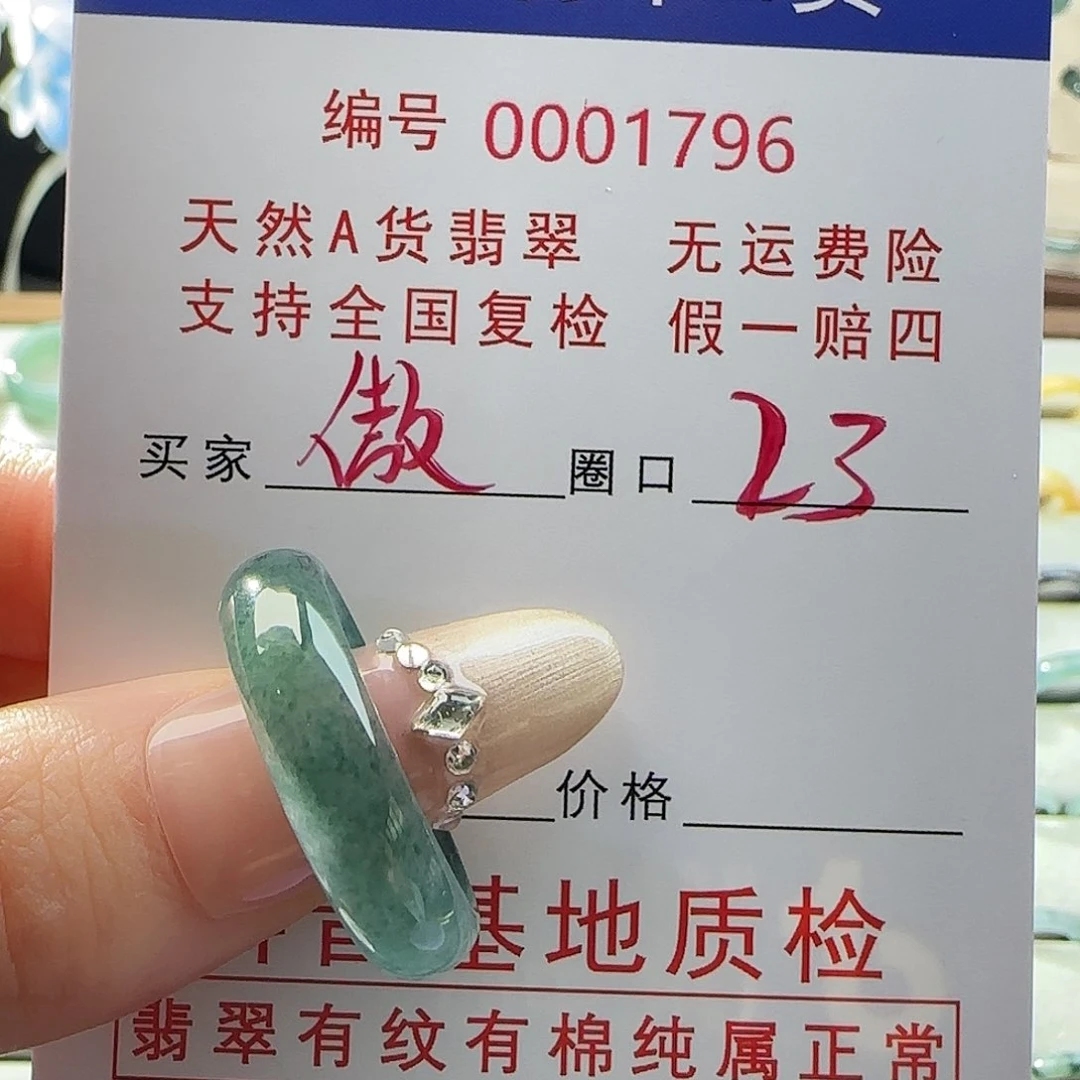 编号 0001796
天然A货翡翠 无运费险
支持全国复检 假一赔四
买家 傲 圈口 23
价格
基地质检
翡翠有纹有棉纯属正常